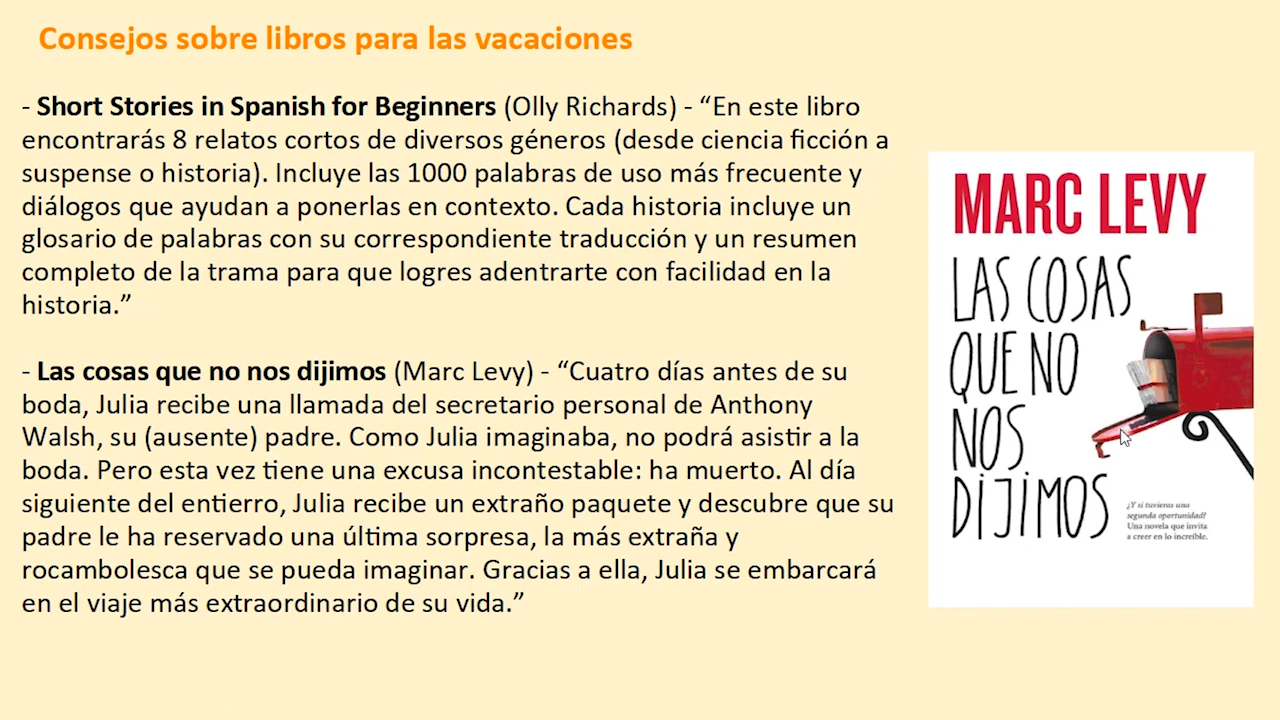 Consejos sobre libros para las vacaciones
- Short Stories in Spanish for Beginners (Olly Richards) - “En este libro
encontrarás 8 relatos cortos de diversos géneros (desde ciencia ficción a
suspense o historia). Incluye las 1000 palabras de uso más frecuente y
diálogos que ayudan a ponerlas en contexto. Cada historia incluye un
glosario de palabras con su correspondiente traducción y un resumen
completo de la trama para que logres adentrarte con facilidad en la
historia.”
- Las cosas que no nos dijimos (Marc Levy) - “Cuatro días antes de su
boda, Julia recibe una llamada del secretario personal de Anthony
Walsh, su (ausente) padre. Como Julia imaginaba, no podrá asistir a la
boda. Pero esta vez tiene una excusa incontestable: ha muerto. Al día
siguiente del entierro, Julia recibe un extraño paquete y descubre que su
padre le ha reservado una última sorpresa, la más extraña y
rocambolesca que se pueda imaginar. Gracias a ella, Julia se embarcará
en el viaje más extraordinario de su vida.”
MARC LEVY
LAS COSAS
QUE NO
NOS
DIJIMOS
¿Y si tuvieras una
segunda oportunidad?
Una novela que invita
a creer en lo increíble.